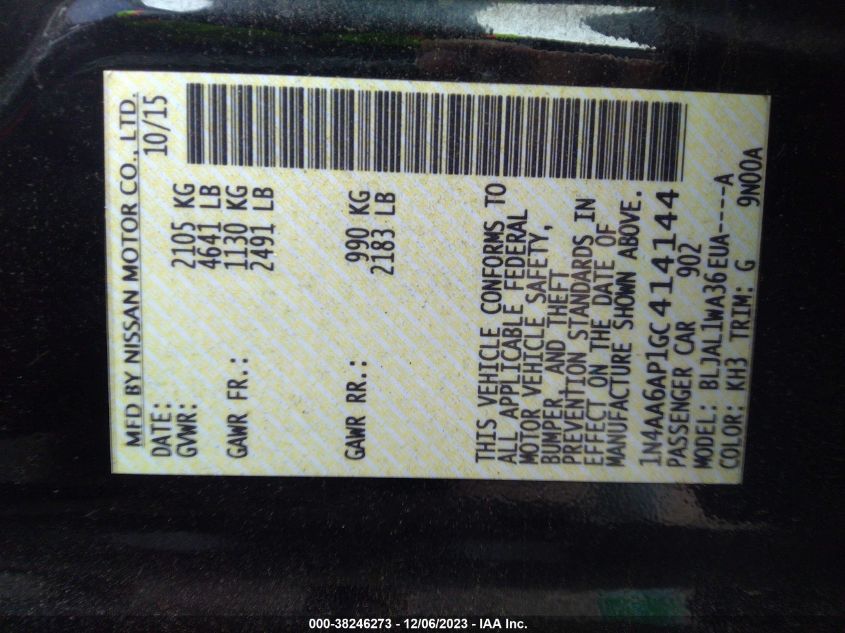 MFD BY NISSAN MOTOR CO., LTD.
DATE: 10/15
GVWR: 2105 KG
4641 LB
GAWR FR.: 1130 KG
2491 LB
GAWR RR.: 990 KG
2183 LB
THIS VEHICLE CONFORMS TO
ALL APPLICABLE FEDERAL
MOTOR VEHICLE SAFETY,
BUMPER, AND THEFT
PREVENTION STANDARDS IN
EFFECT ON THE DATE OF
MANUFACTURE SHOWN ABOVE.
1N4AA6AP1GC414144
PASSENGER CAR 902
MODEL: BLJAL1WA36EUA----A
COLOR: KH3 TRIM: G 9N00A
000-38246273 - 12/06/2023 - IAA Inc.